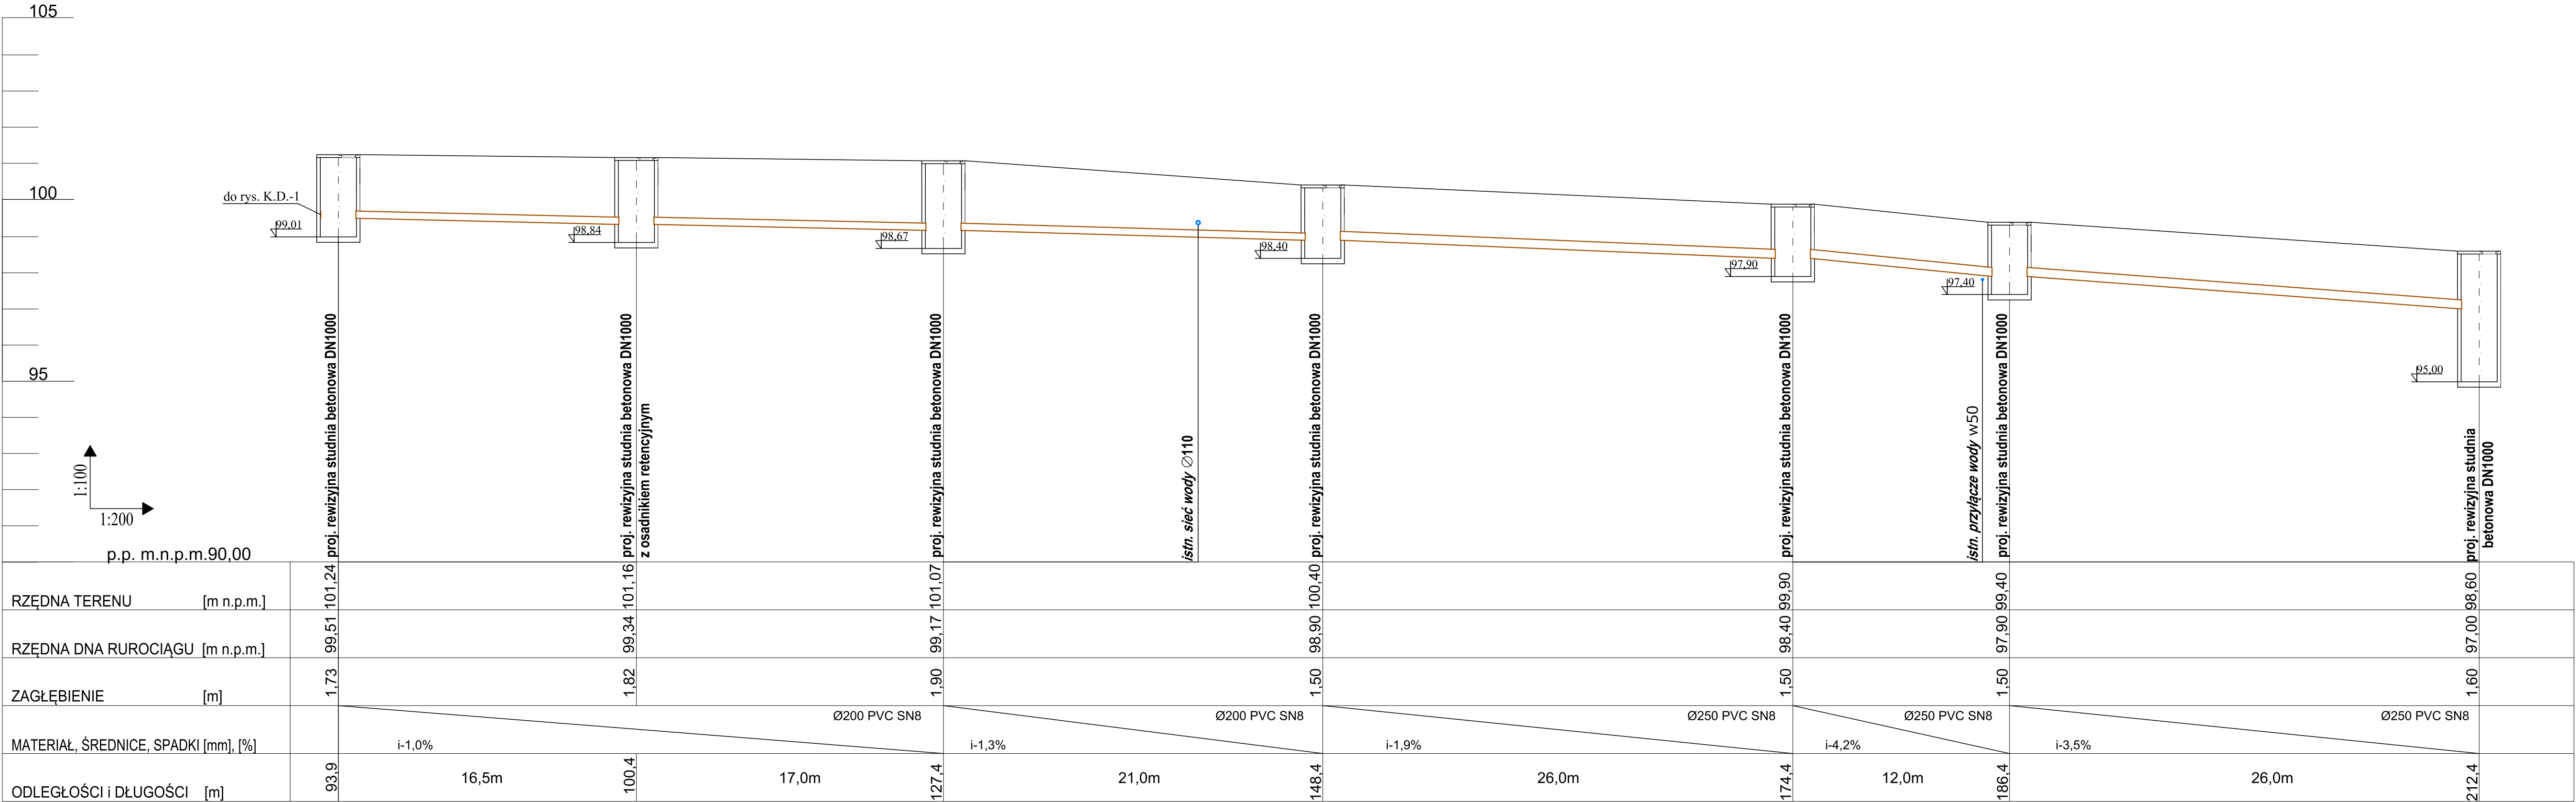 105
100
95
do rys. K.D.-1
99,01
98,84
98,67
98,40
97,90
97,40
95,00
1:100
1:200
p.p. m.n.p.m.90,00
proj. rewizyjna studnia betonowa DN1000
proj. rewizyjna studnia betonowa DN1000
z osadnikiem retencyjnym
proj. rewizyjna studnia betonowa DN1000
istn. sieć wody ∅110
proj. rewizyjna studnia betonowa DN1000
proj. rewizyjna studnia betonowa DN1000
istn. przyłącze wody w50
proj. rewizyjna studnia betonowa DN1000
proj. rewizyjna studnia
betonowa DN1000
RZĘDNA TERENU [m n.p.m.] 101,24 101,16 101,07 100,40 99,90 99,40 98,60
RZĘDNA DNA RUROCIĄGU [m n.p.m.] 99,51 99,34 99,17 98,90 98,40 97,90 97,00
ZAGŁĘBIENIE [m] 1,73 1,82 1,90 1,50 1,50 1,50 1,60
Ø200 PVC SN8 Ø200 PVC SN8 Ø250 PVC SN8 Ø250 PVC SN8 Ø250 PVC SN8
MATERIAŁ, ŚREDNICE, SPADKI [mm], [%] i-1,0% i-1,3% i-1,9% i-4,2% i-3,5%
ODLEGŁOŚCI i DŁUGOŚCI [m] 93,9 16,5m 100,4 17,0m 127,4 21,0m 148,4 26,0m 174,4 12,0m 186,4 26,0m 212,4